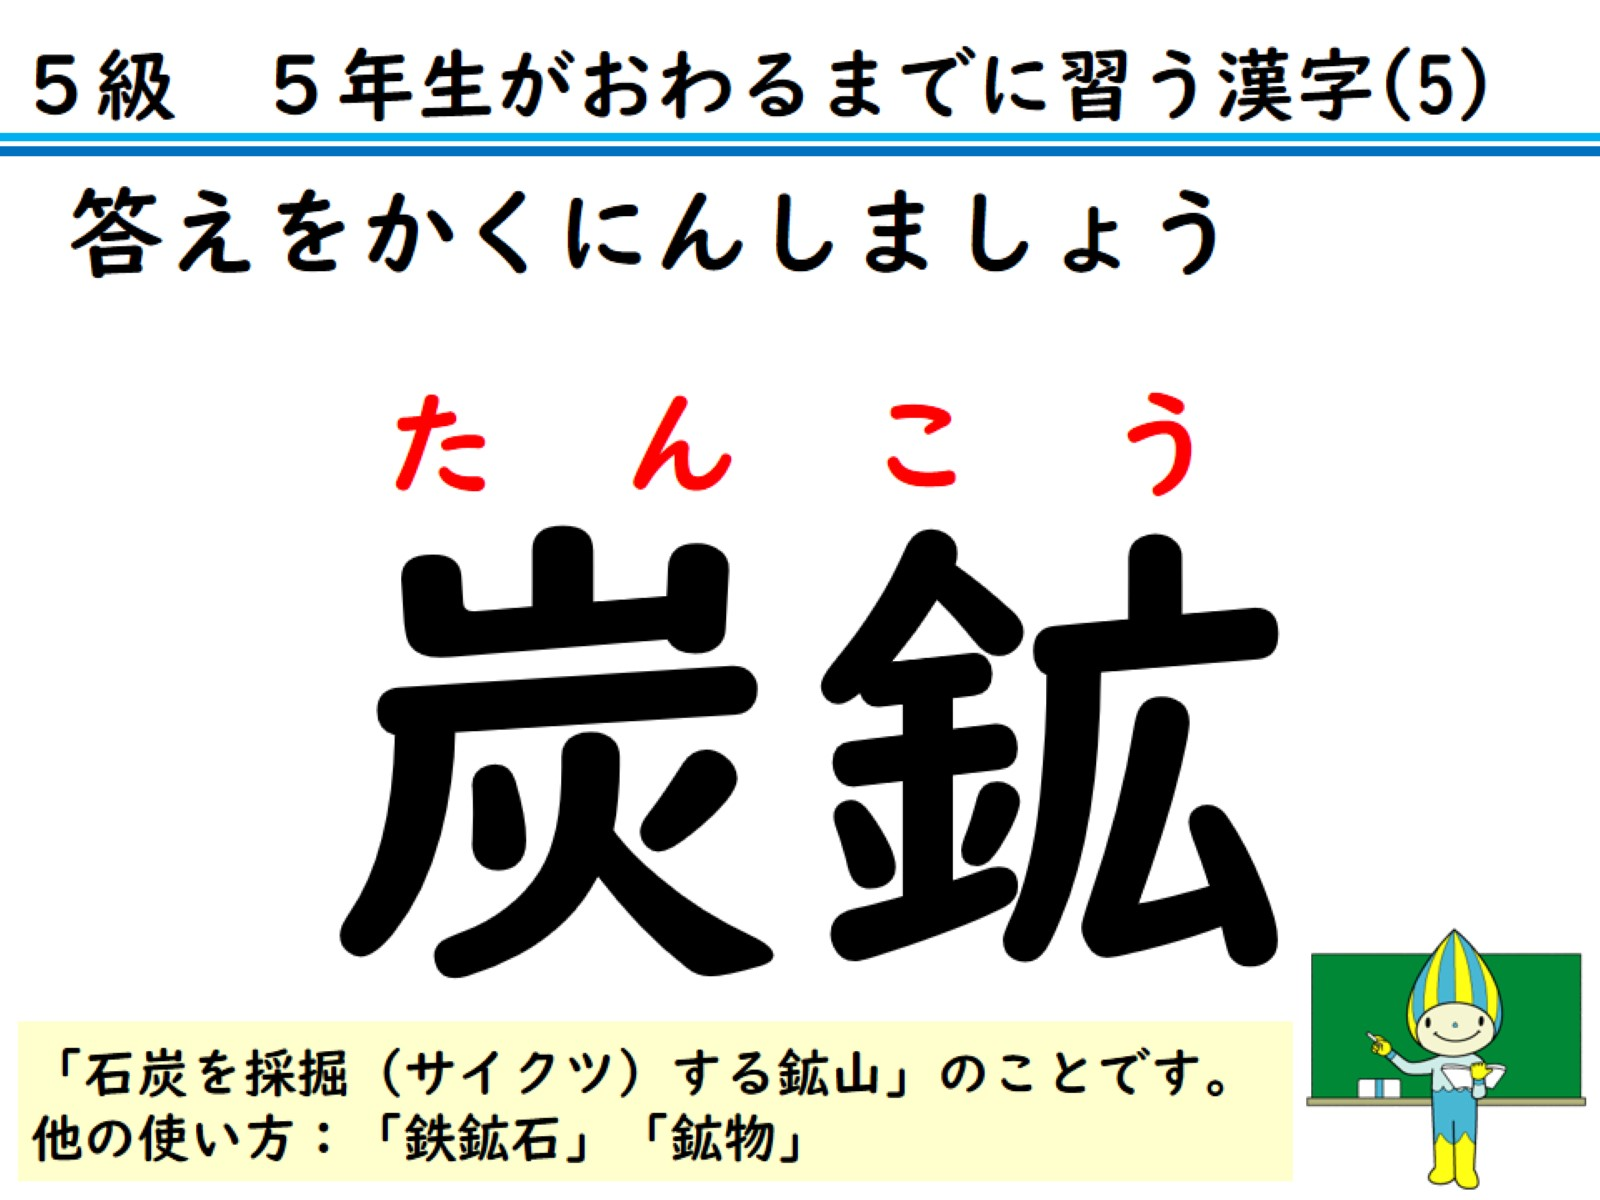 ５級　５年生がおわるまでに習う漢字(5)
答えをかくにんしましょう
たんこう
炭鉱
「石炭を採掘（サイクツ）する鉱山」のことです。
他の使い方：「鉄鉱石」「鉱物」